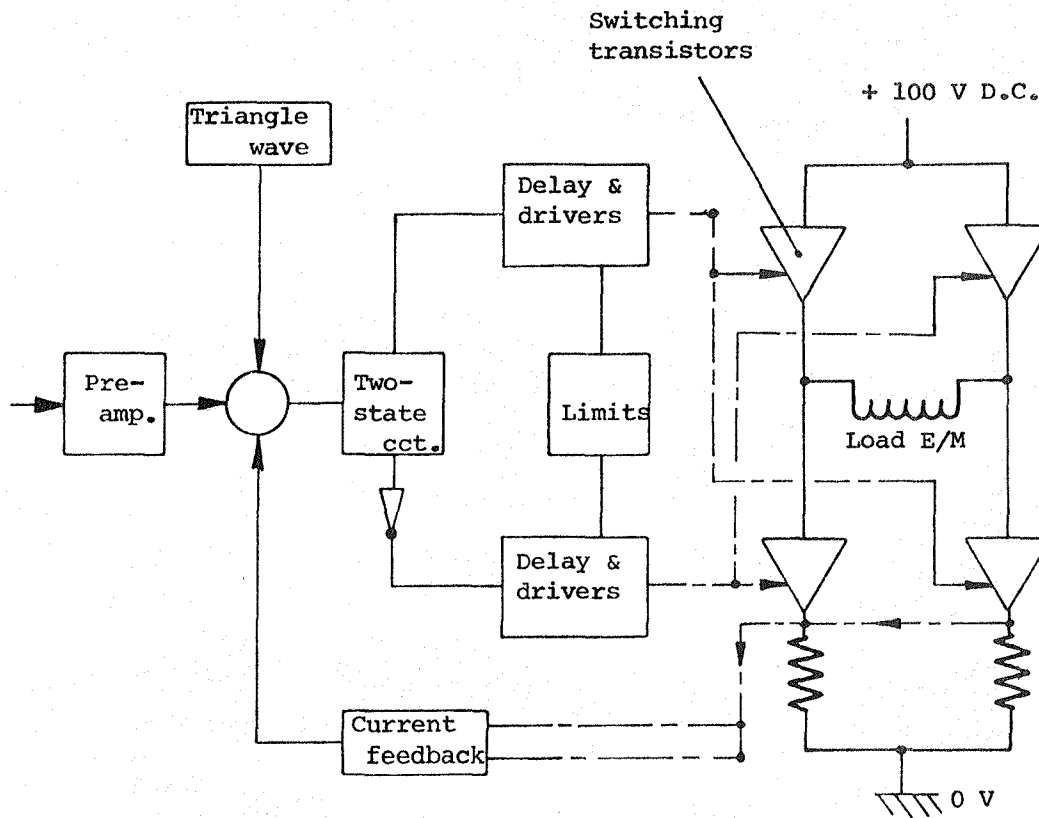 Switching
transistors
+ 100 V D.C.
Triangle
wave
Delay &
drivers
Pre-
amp.
Two-
state
cct.
Limits
Load E/M
Delay &
drivers
Current
feedback
0 V